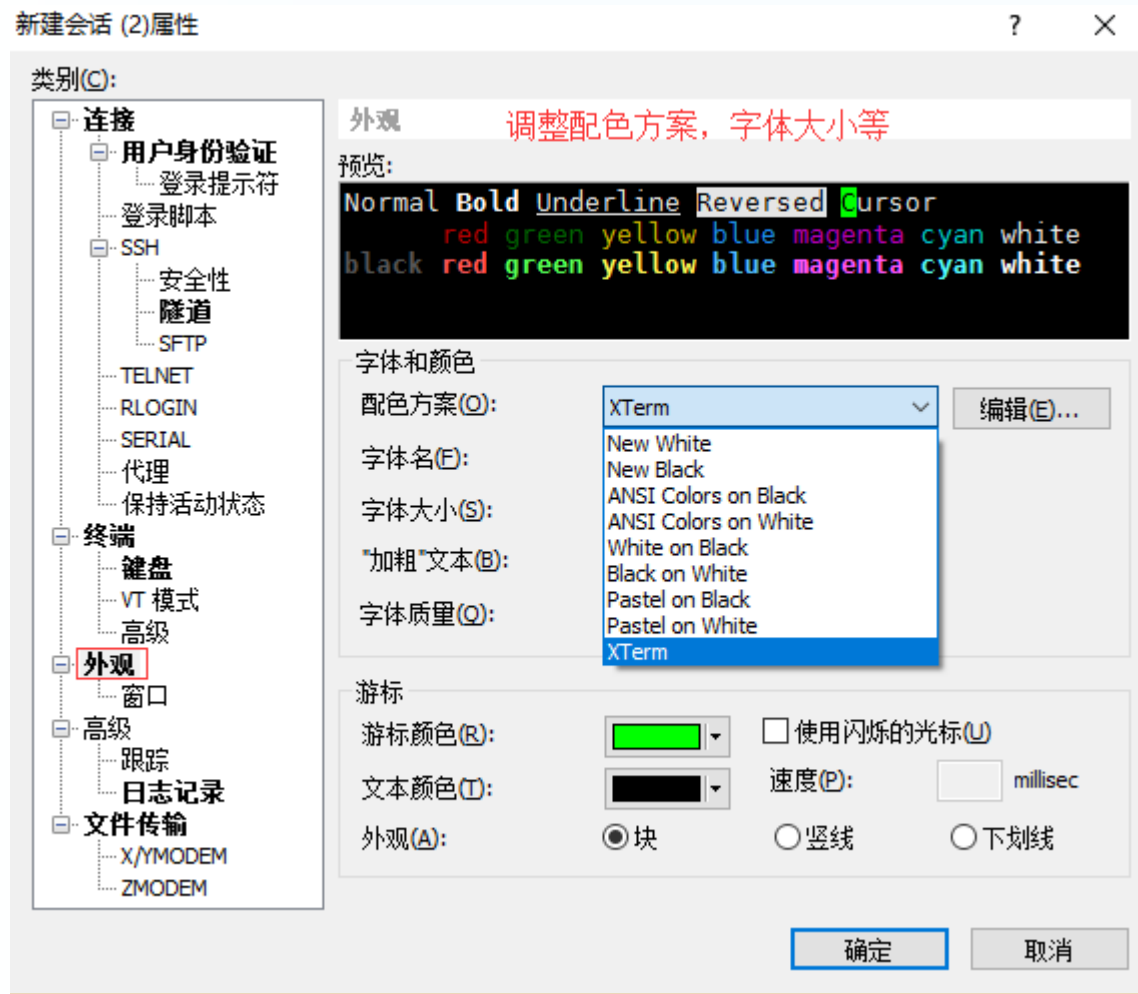 新建会话 (2)属性
类别(C):
连接
用户身份验证
登录提示符
登录脚本
SSH
安全性
隧道
SFTP
TELNET
RLOGIN
SERIAL
代理
保持活动状态
终端
键盘
VT 模式
高级
外观
窗口
高级
跟踪
日志记录
文件传输
X/YMODEM
ZMODEM
外观 调整配色方案，字体大小等
预览:
Normal Bold Underline Reversed Cursor
red green yellow blue magenta cyan white
black red green yellow blue magenta cyan white
字体和颜色
配色方案(O): XTerm 编辑(E)...
New White
New Black
ANSI Colors on Black
ANSI Colors on White
White on Black
Black on White
Pastel on Black
Pastel on White
XTerm
字体名(F):
字体大小(S):
"加粗"文本(B):
字体质量(Q):
游标
游标颜色(R): 使用闪烁的光标(U)
文本颜色(T): 速度(P): millisec
外观(A): 块 竖线 下划线
确定 取消